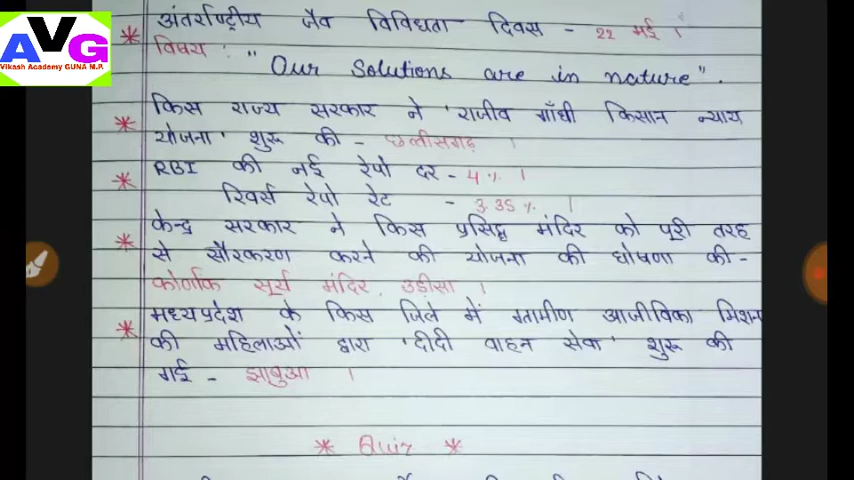 AVG
Vikash Academy GUNA M.P.
अंतर्राष्ट्रीय जैव विविधता दिवस - 22 मई ।
विषय : " Our Solutions are in nature".
किस राज्य सरकार ने 'राजीव गाँधी किसान न्याय
योजना' शुरू की - छत्तीसगढ़ ।
RBI की नई रेपो दर - 4 % ।
रिवर्स रेपो रेट - 3.35 % ।
केन्द्र सरकार ने किस प्रसिद्ध मंदिर को पूरी तरह
से सौरकरण करने की योजना की घोषणा की -
कोर्णाक सूर्य मंदिर, उड़ीसा ।
मध्यप्रदेश के किस जिले में ग्रामीण आजीविका मिशन
की महिलाओं द्वारा 'दीदी वाहन सेवा' शुरू की
गई - झाबुआ ।
* Quiz *